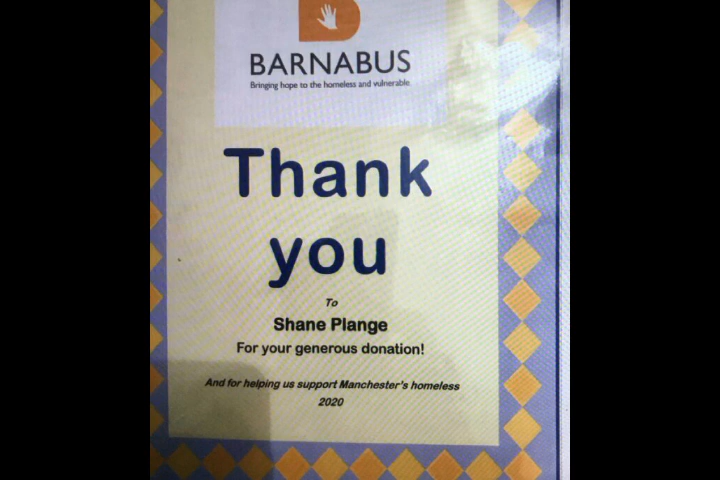 BARNABUS
Bringing hope to the homeless and vulnerable.
Thank
you
To
Shane Plange
For your generous donation!
And for helping us support Manchester's homeless
2020